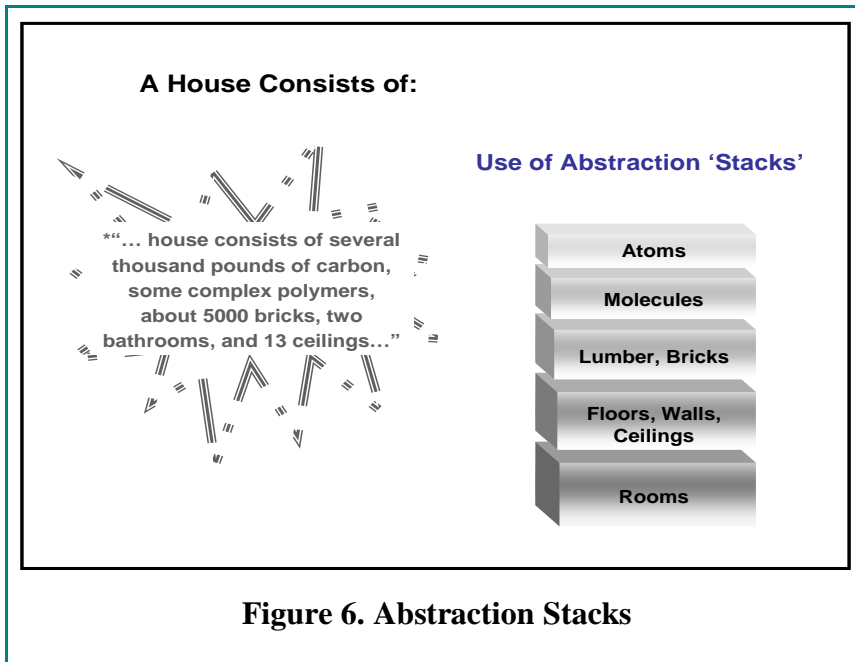 A House Consists of:
*“… house consists of several
thousand pounds of carbon,
some complex polymers,
about 5000 bricks, two
bathrooms, and 13 ceilings…”
Use of Abstraction ‘Stacks’
Atoms
Molecules
Lumber, Bricks
Floors, Walls,
Ceilings
Rooms
Figure 6. Abstraction Stacks